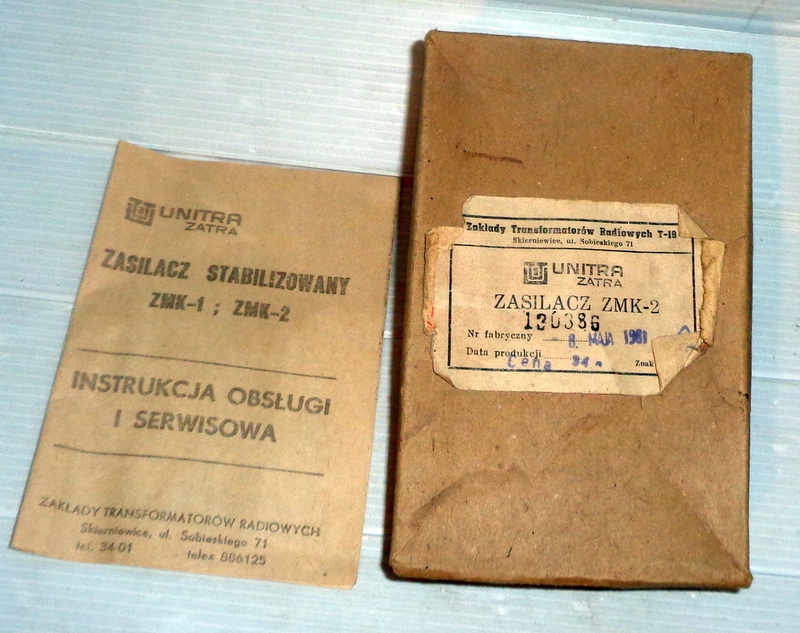 UNITRA
ZATRA
ZASILACZ STABILIZOWANY
ZMK-1 ; ZMK-2
INSTRUKCJA OBSŁUGI
I SERWISOWA
ZAKŁADY TRANSFORMATORÓW RADIOWYCH
Skierniewice, ul. Sobieskiego 71
tel. 34-01 telex 886125
Zakłady Transformatorów Radiowych T-19
Skierniewice, ul. Sobieskiego 71
UNITRA
ZATRA
ZASILACZ ZMK-2
130386
Nr fabryczny
8. MAJA 1981
Data produkcji
Cena Znak